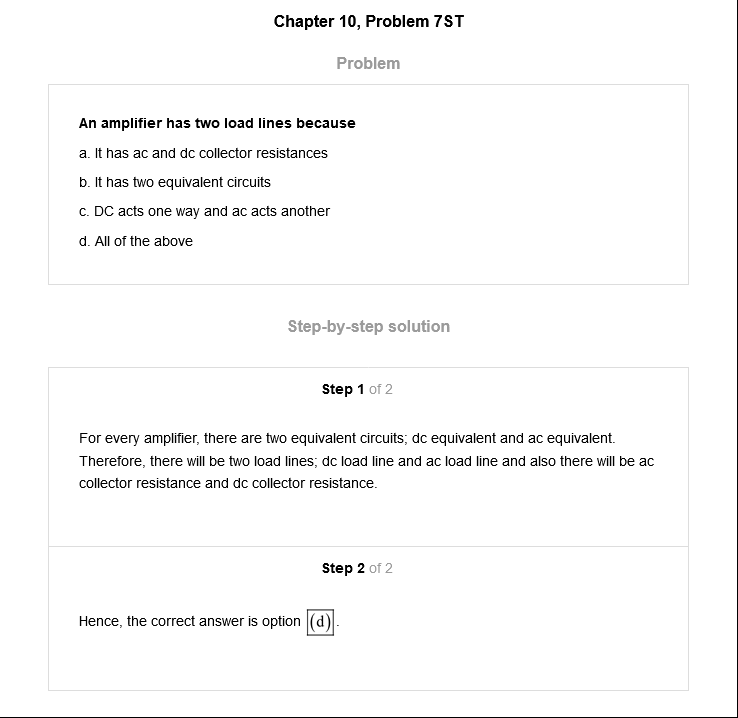 Chapter 10, Problem 7ST
Problem
An amplifier has two load lines because
a. It has ac and dc collector resistances
b. It has two equivalent circuits
c. DC acts one way and ac acts another
d. All of the above
Step-by-step solution
Step 1 of 2
For every amplifier, there are two equivalent circuits; dc equivalent and ac equivalent.
Therefore, there will be two load lines; dc load line and ac load line and also there will be ac
collector resistance and dc collector resistance.
Step 2 of 2
Hence, the correct answer is option (d).